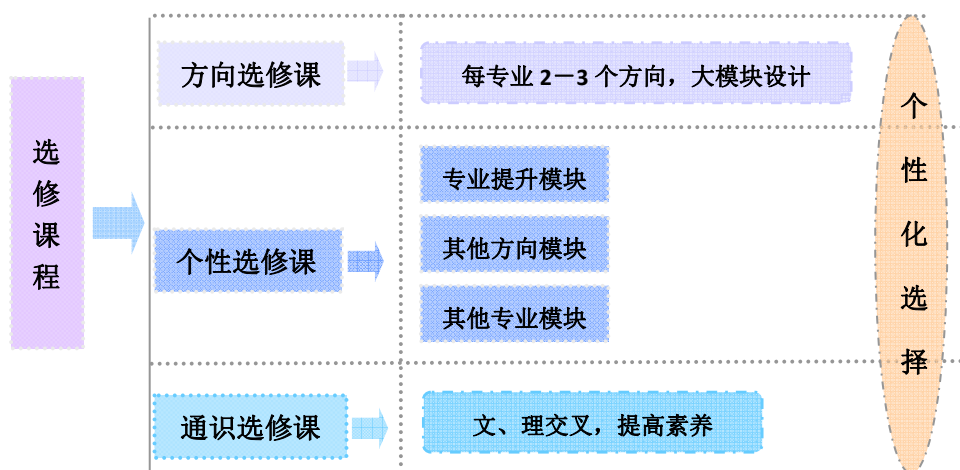 选修课程
方向选修课
每专业 2－3 个方向，大模块设计
个性选修课
专业提升模块
其他方向模块
其他专业模块
通识选修课
文、理交叉，提高素养
个性化选择